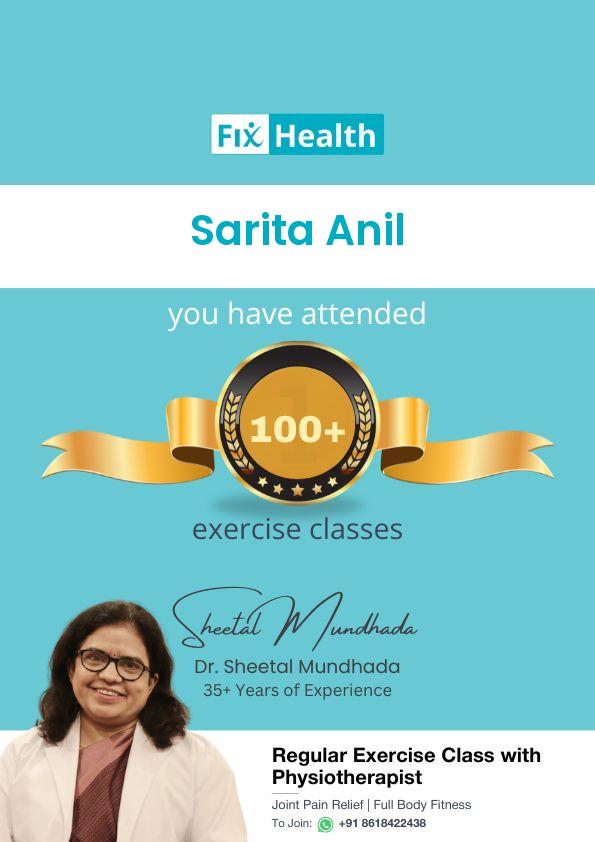 Fix Health
Sarita Anil
you have attended
100+
exercise classes
Sheetal Mundhada
Dr. Sheetal Mundhada
35+ Years of Experience
Regular Exercise Class with
Physiotherapist
Joint Pain Relief | Full Body Fitness
To Join: +91 8618422438